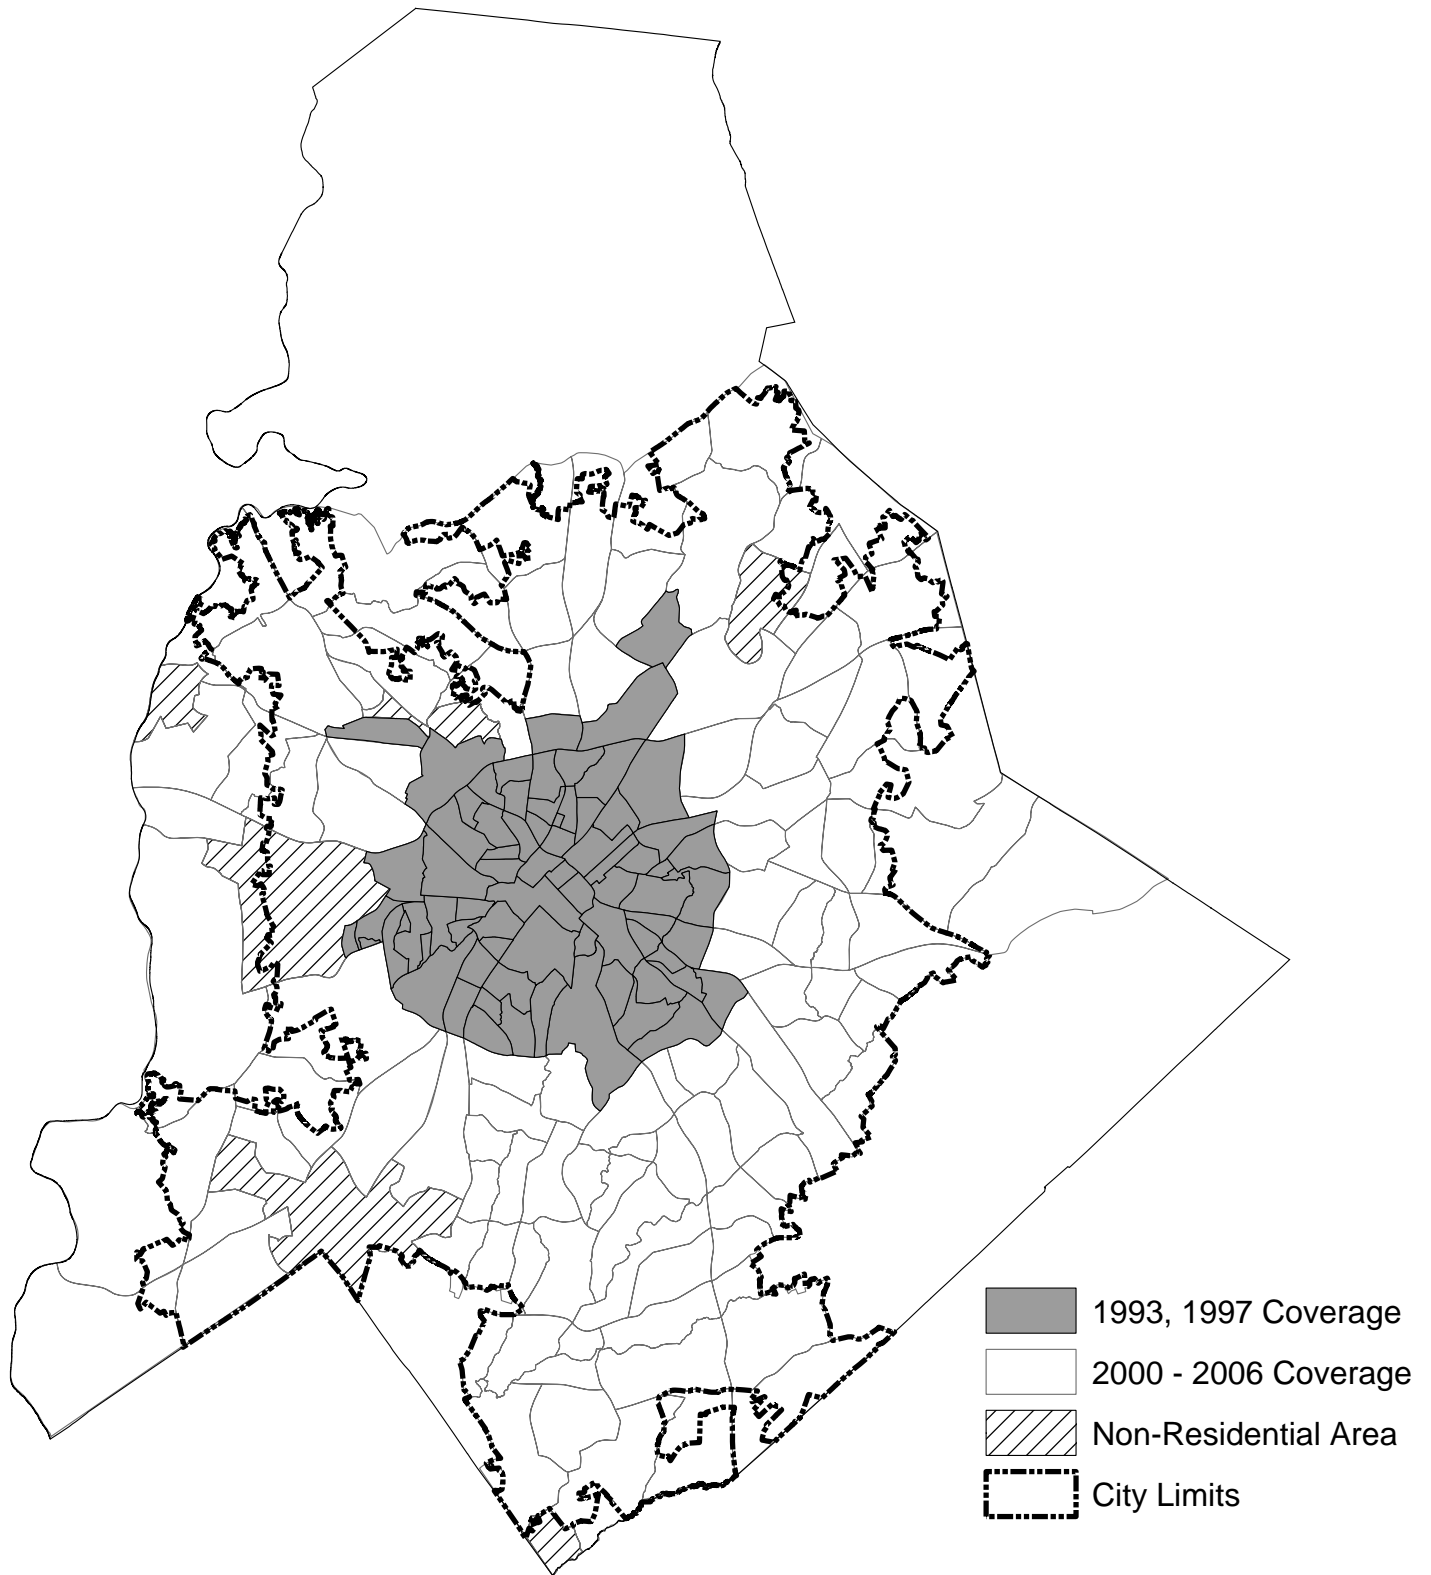 1993, 1997 Coverage
2000 - 2006 Coverage
Non-Residential Area
City Limits